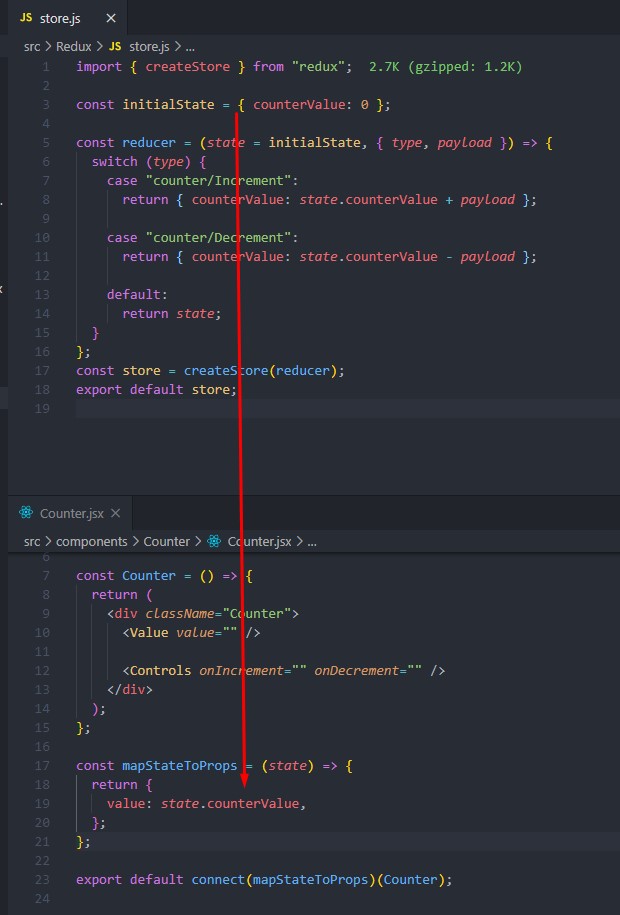 JS store.js ×
src > Redux > JS store.js > ...
1 import { createStore } from "redux"; 2.7K (gzipped: 1.2K)
2
3 const initialState = { counterValue: 0 };
4
5 const reducer = (state = initialState, { type, payload }) => {
6 switch (type) {
7 case "counter/Increment":
8 return { counterValue: state.counterValue + payload };
9
10 case "counter/Decrement":
11 return { counterValue: state.counterValue - payload };
12
13 default:
14 return state;
15 }
16 };
17 const store = createStore(reducer);
18 export default store;
19
Counter.jsx ×
src > components > Counter > Counter.jsx > ...
6
7 const Counter = () => {
8 return (
9 <div className="Counter">
10 <Value value="" />
11
12 <Controls onIncrement="" onDecrement="" />
13 </div>
14 );
15 };
16
17 const mapStateToProps = (state) => {
18 return {
19 value: state.counterValue,
20 };
21 };
22
23 export default connect(mapStateToProps)(Counter);
24